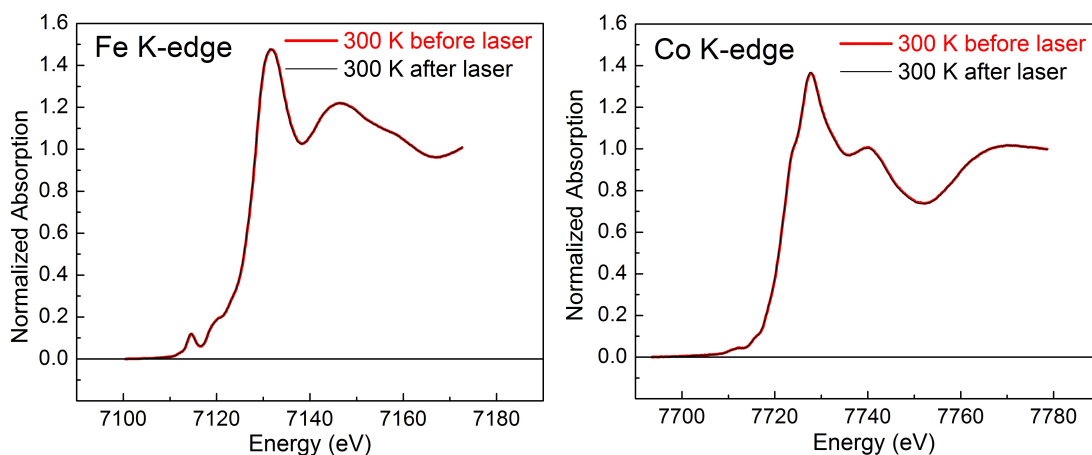 Fe K-edge
300 K before laser
300 K after laser
Normalized Absorption
1.6
1.4
1.2
1.0
0.8
0.6
0.4
0.2
0.0
7100 7120 7140 7160 7180
Energy (eV)
Co K-edge
300 K before laser
300 K after laser
Normalized Absorption
1.6
1.4
1.2
1.0
0.8
0.6
0.4
0.2
0.0
7700 7720 7740 7760 7780
Energy (eV)